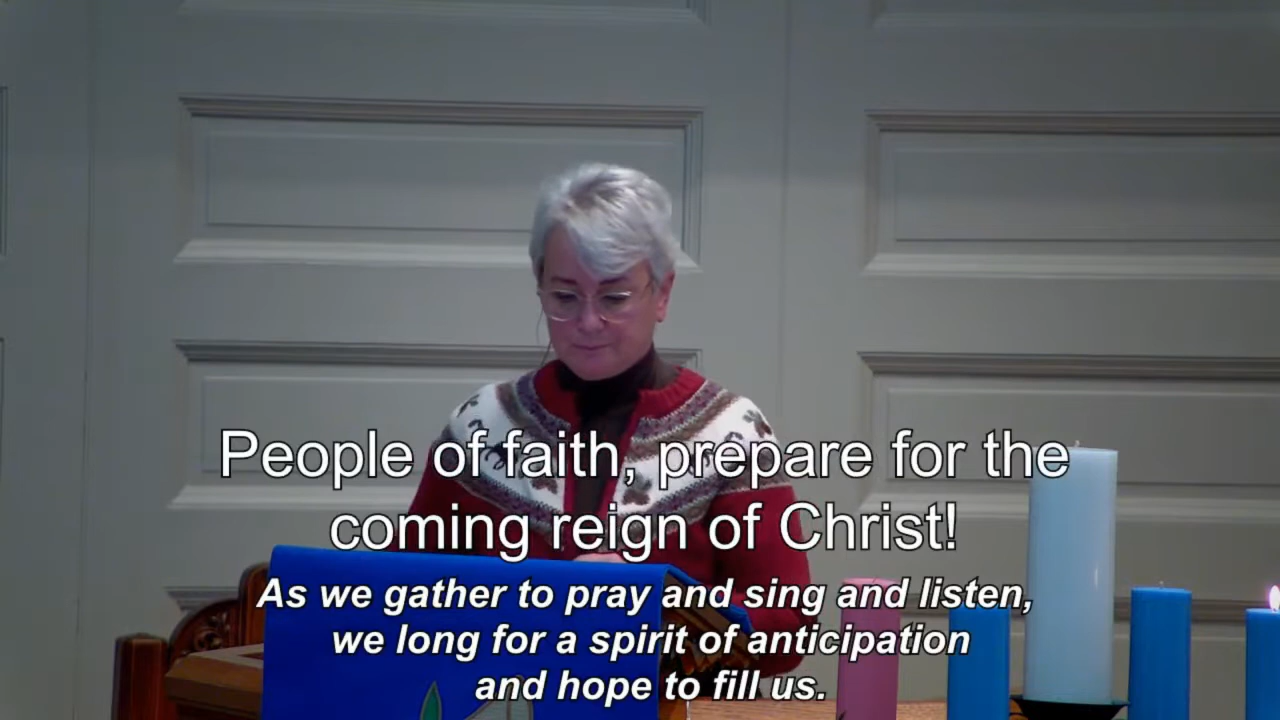 People of faith, prepare for the
coming reign of Christ!
As we gather to pray and sing and listen,
we long for a spirit of anticipation
and hope to fill us.